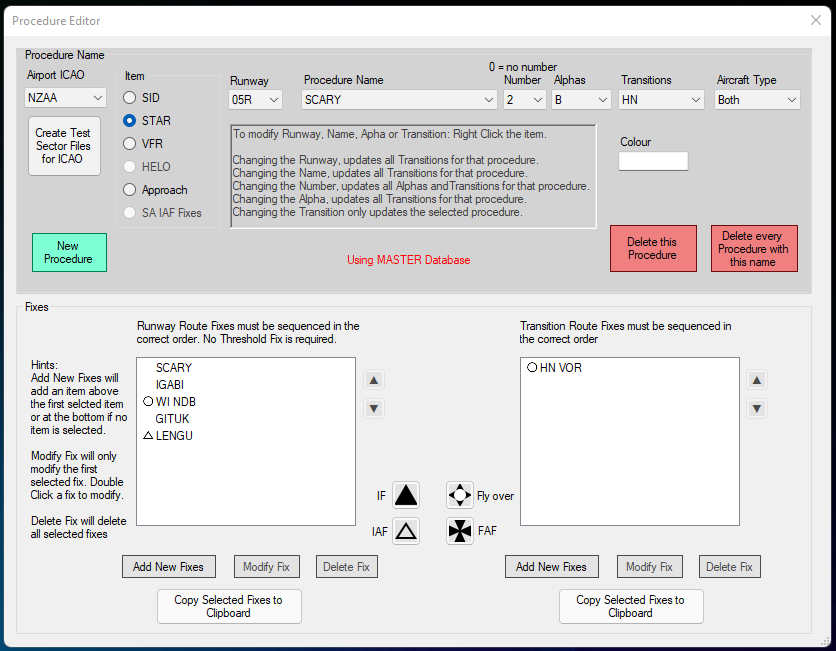 Procedure Editor
Procedure Name
Airport ICAO
NZAA
Create Test
Sector Files
for ICAO
Item
SID
STAR
VFR
HELO
Approach
SA IAF Fixes
Runway
05R
Procedure Name
SCARY
0 = no number
Number
2
Alphas
B
Transitions
HN
Aircraft Type
Both
To modify Runway, Name, Apha or Transition: Right Click the item.
Changing the Runway, updates all Transitions for that procedure.
Changing the Name, updates all Transitions for that procedure.
Changing the Number, updates all Alphas and Transitions for that procedure.
Changing the Alpha, updates all Transitions for that procedure.
Changing the Transition only updates the selected procedure.
Colour
New
Procedure
Using MASTER Database
Delete this
Procedure
Delete every
Procedure with
this name
Fixes
Runway Route Fixes must be sequenced in the
correct order. No Threshold Fix is required.
Transition Route Fixes must be sequenced in
the correct order
Hints:
Add New Fixes will
add an item above
the first selcted item
or at the bottom if no
item is selected.
Modify Fix will only
modify the first
selected fix. Double
Click a fix to modify.
Delete Fix will delete
all selected fixes
SCARY
IGABI
WI NDB
GITUK
LENGU
HN VOR
IF
Fly over
IAF
FAF
Add New Fixes
Modify Fix
Delete Fix
Add New Fixes
Modify Fix
Delete Fix
Copy Selected Fixes to
Clipboard
Copy Selected Fixes to
Clipboard